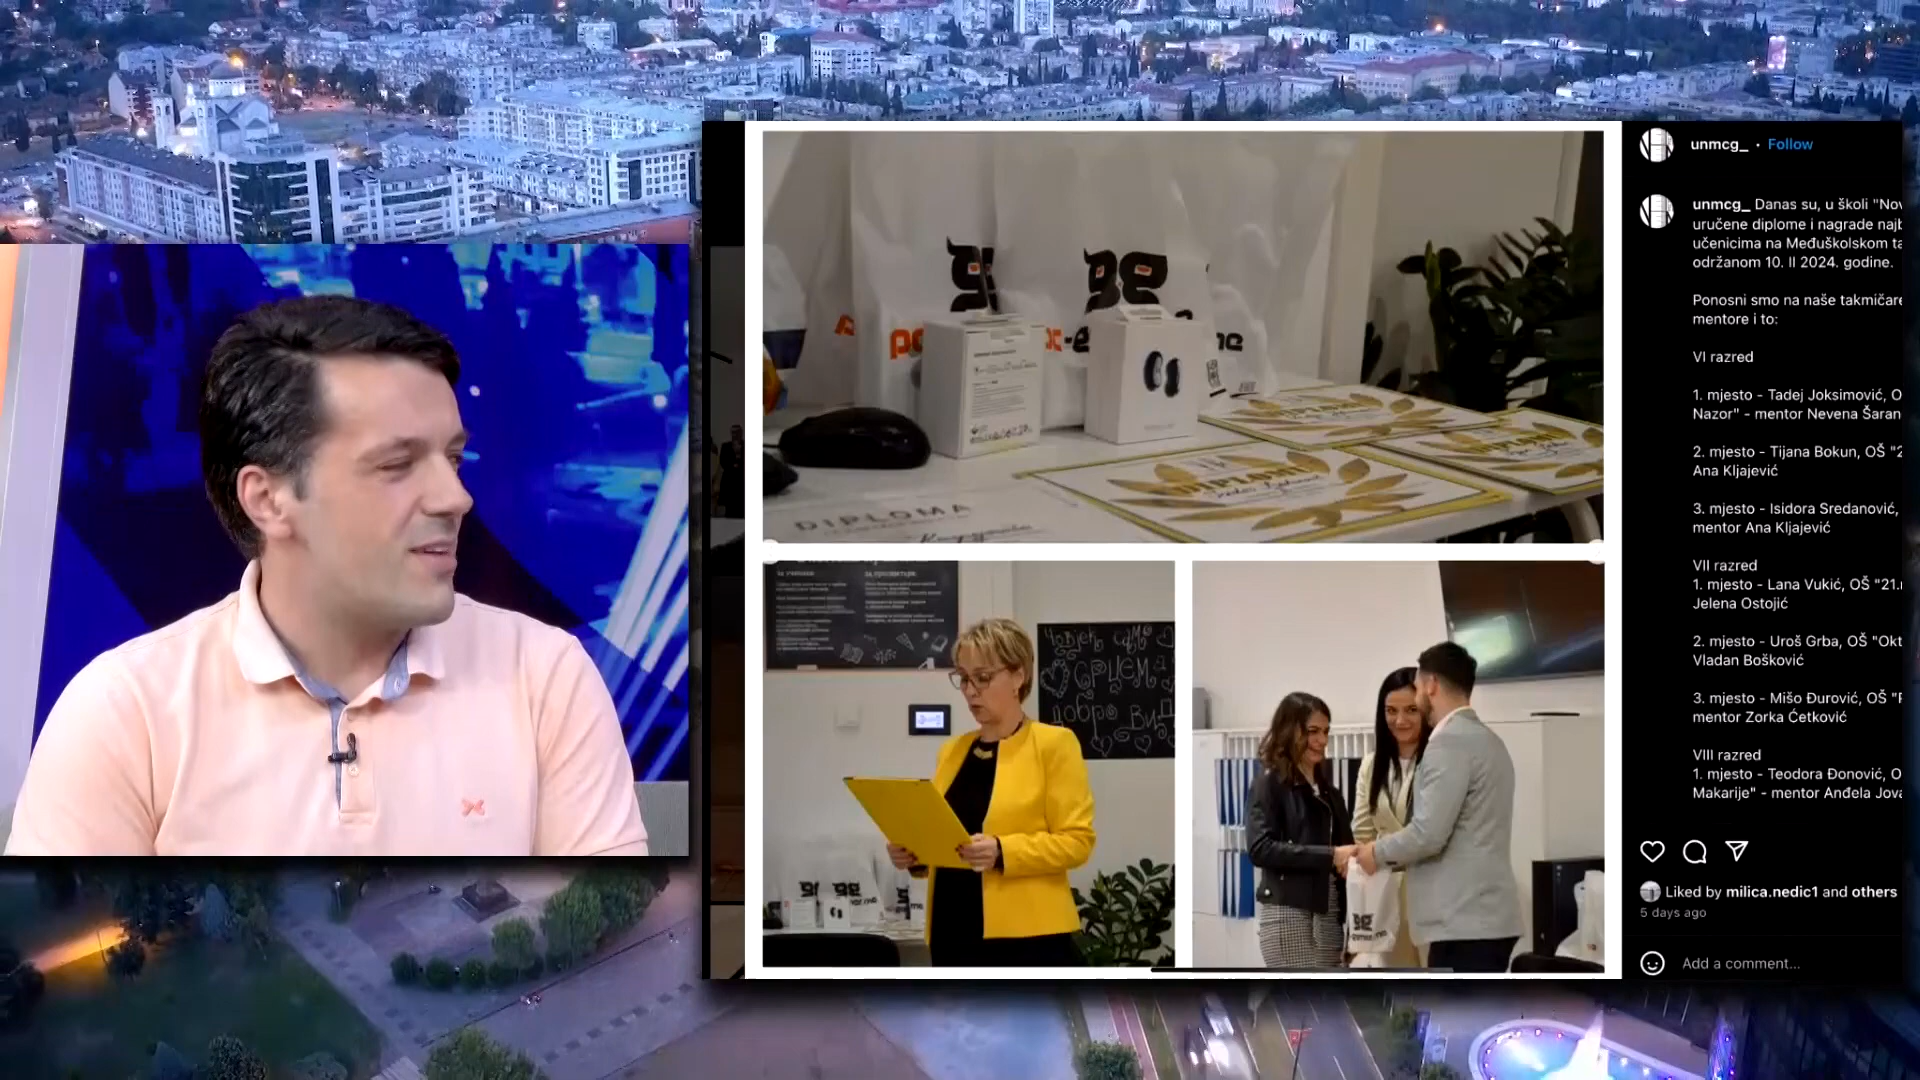 unmcg_ • Follow
unmcg_ Danas su, u školi "Nov
uručene diplome i nagrade najb
učenicima na Međuškolskom ta
održanom 10. II 2024. godine.
Ponosni smo na naše takmičare
mentore i to:
VI razred
1. mjesto - Tadej Joksimović, O
Nazor" - mentor Nevena Šaran
2. mjesto - Tijana Bokun, OŠ "2
Ana Kljajević
3. mjesto - Isidora Sredanović,
mentor Ana Kljajević
VII razred
1. mjesto - Lana Vukić, OŠ "21.
Jelena Ostojić
2. mjesto - Uroš Grba, OŠ "Okt
Vladan Bošković
3. mjesto - Mišo Đurović, OŠ "
mentor Zorka Ćetković
VIII razred
1. mjesto - Teodora Đonović, O
Makarije" - mentor Anđela Jova
Liked by milica.nedic1 and others
5 days ago
Add a comment...
DIPLOMA
ЧОВЈЕК САМО
СРЦЕМ
ДОБРО ВИД